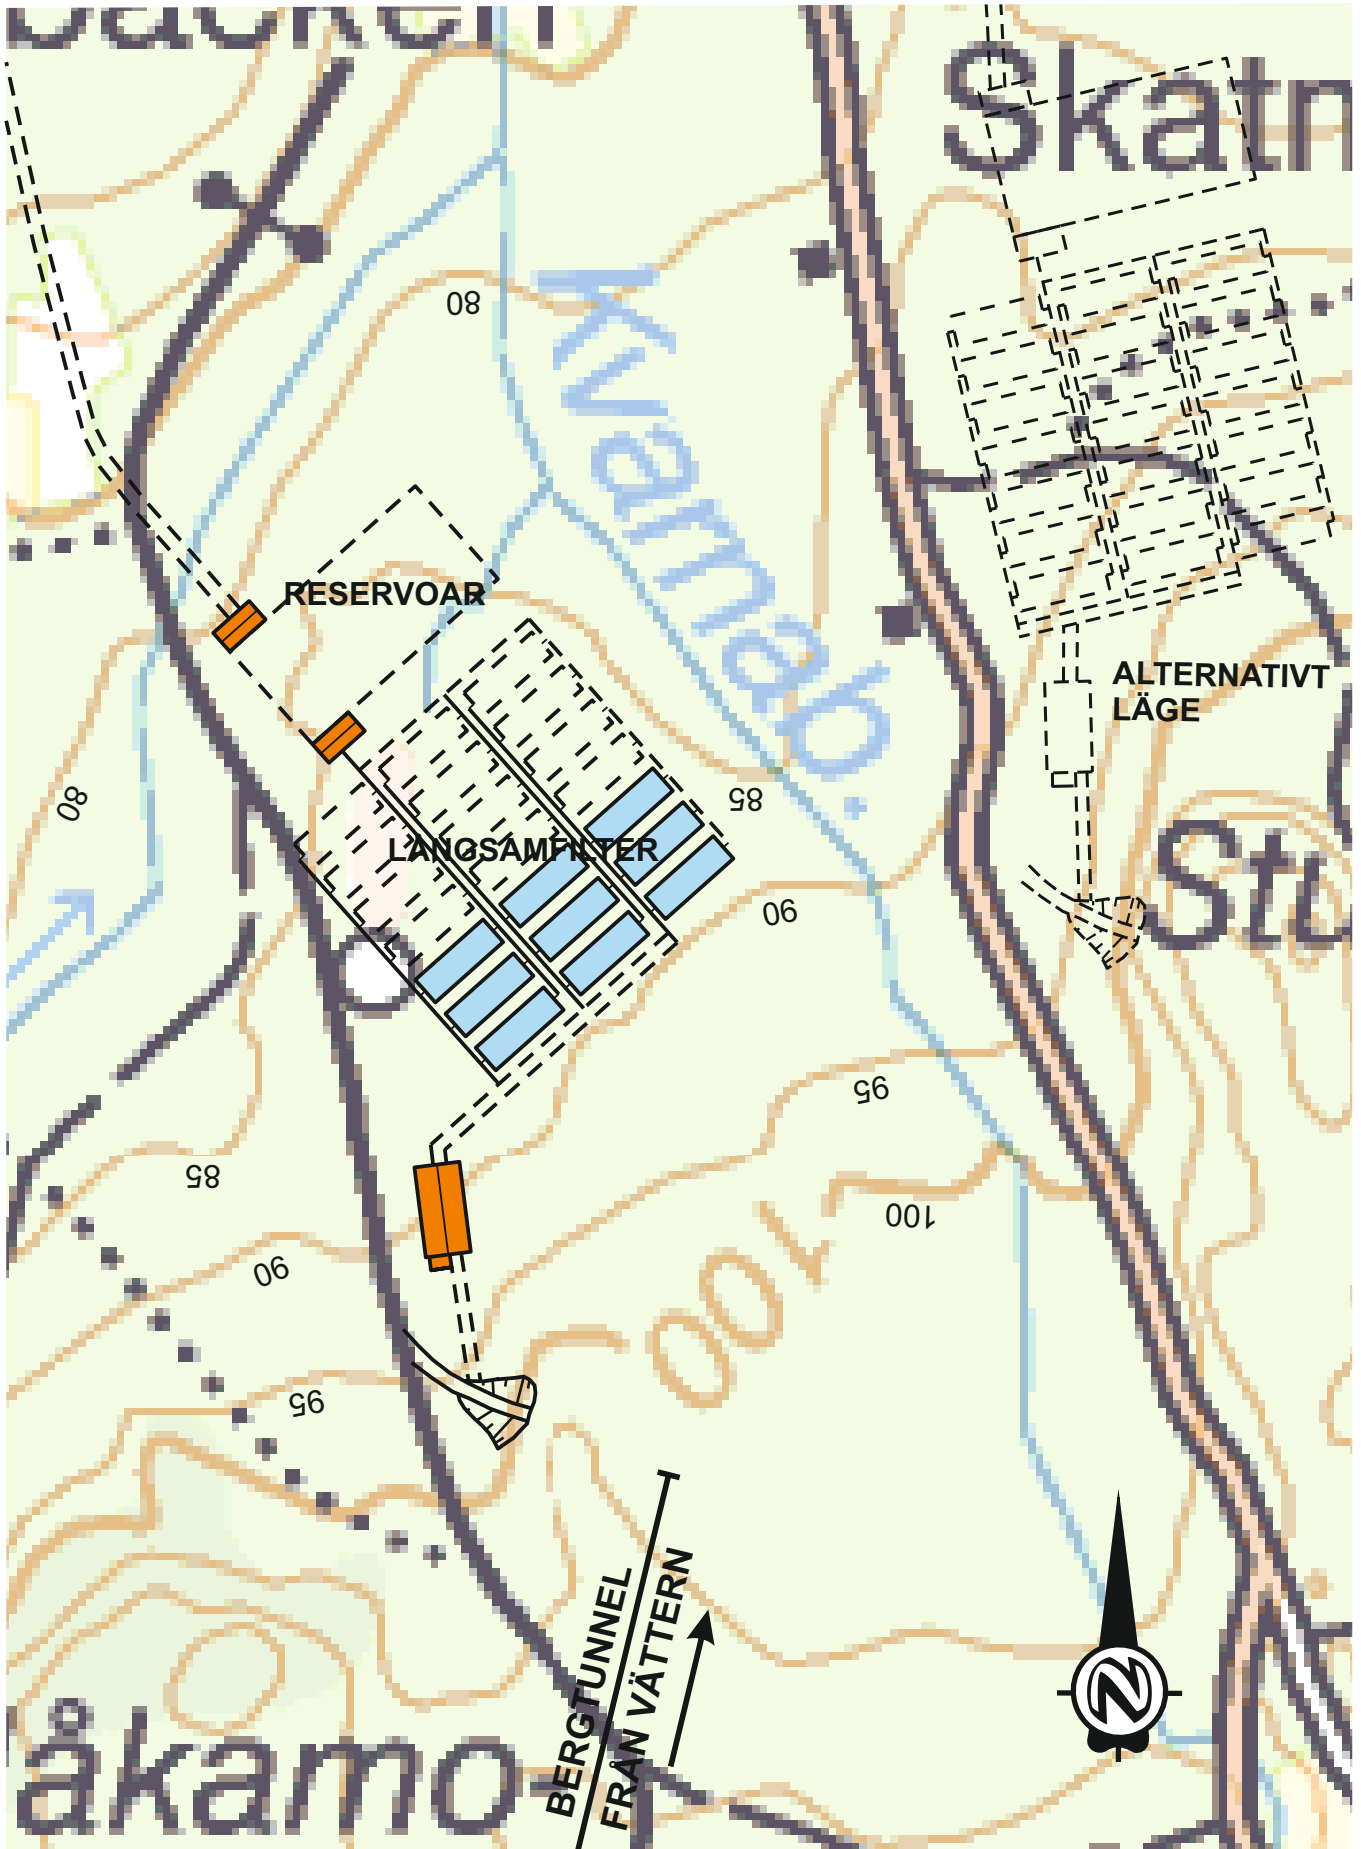 Skatn
80
Kvarnab.
RESERVOAR
ALTERNATIVT
LÄGE
80
85
LÅNGSAMFILTER
Stu
90
95
85
100
90
100
95
BERGTUNNEL
FRÅN VÄTTERN
N
åkamo